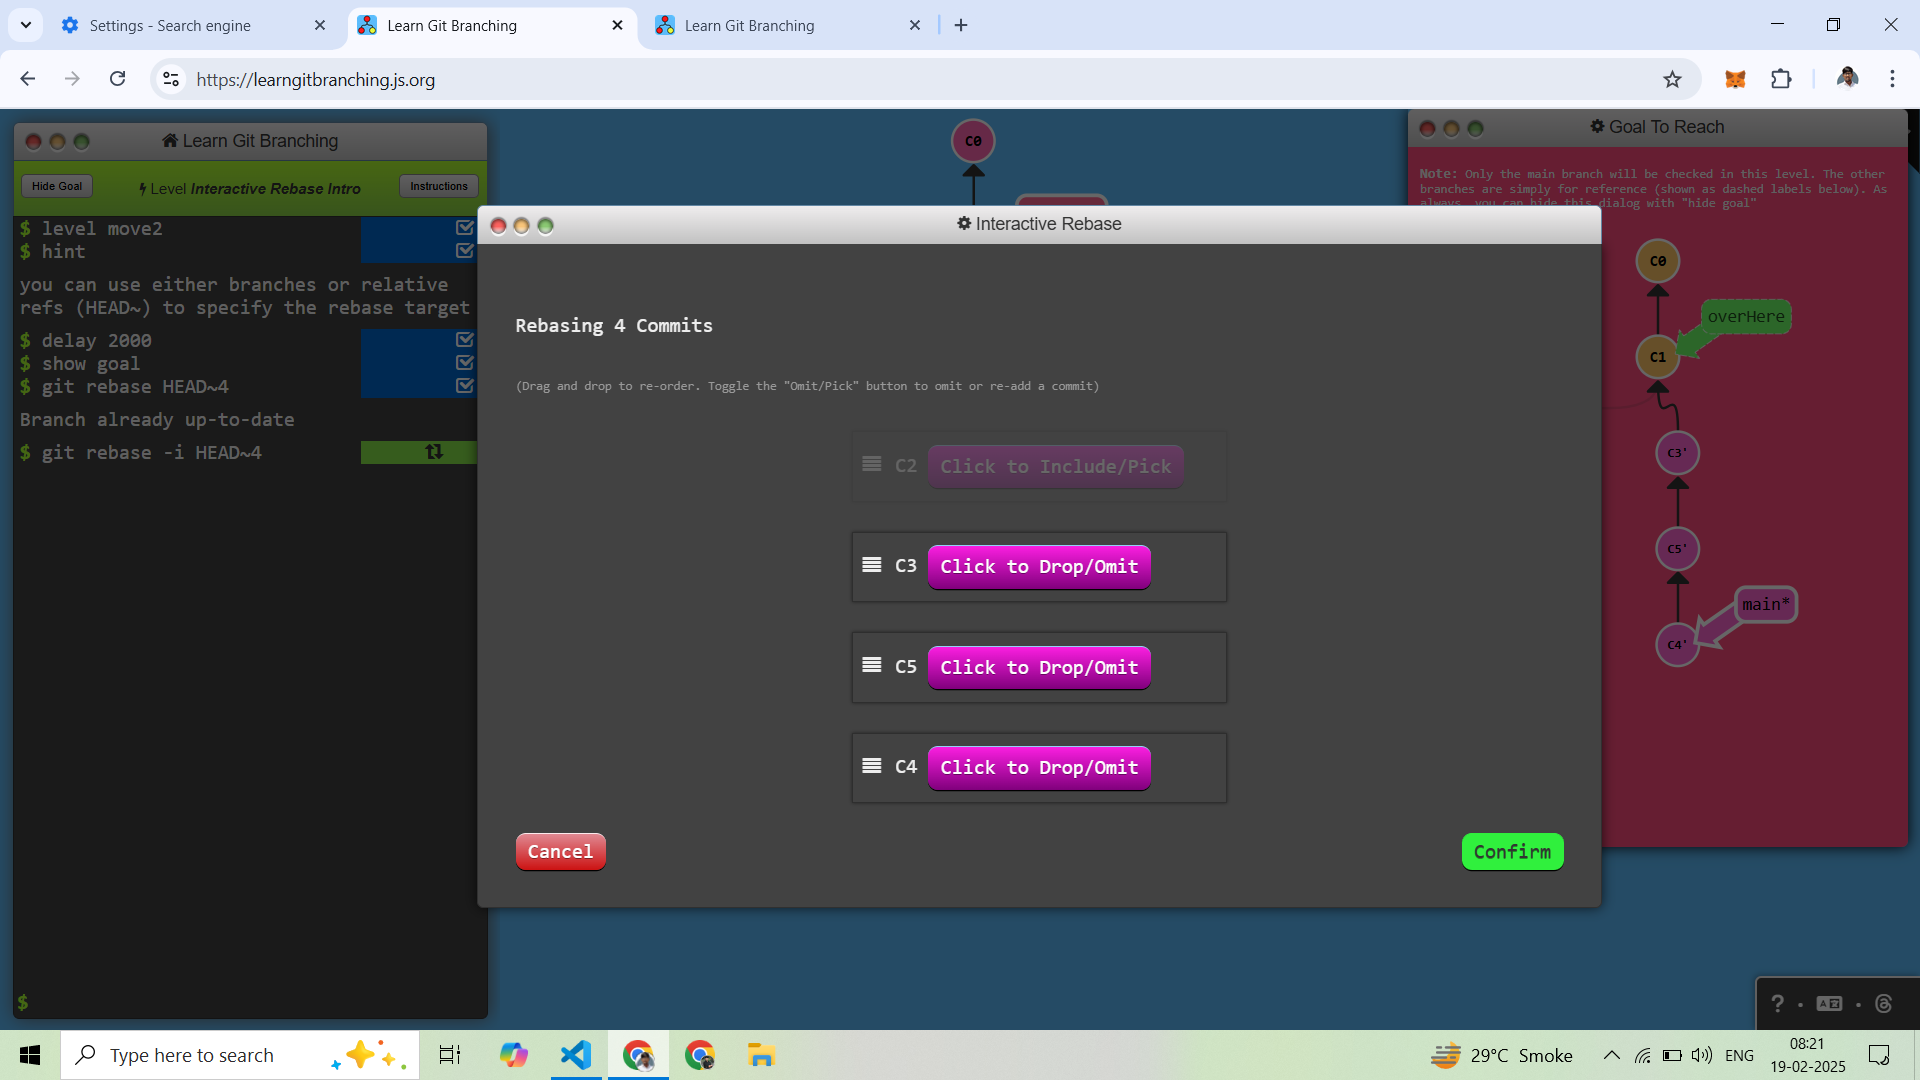 Settings - Search engine
Learn Git Branching
Learn Git Branching
https://learngitbranching.js.org
Learn Git Branching
Hide Goal
Level Interactive Rebase Intro
Instructions
$ level move2
$ hint
you can use either branches or relative
refs (HEAD~) to specify the rebase target
$ delay 2000
$ show goal
$ git rebase HEAD~4
Branch already up-to-date
$ git rebase -i HEAD~4
$
C0
Interactive Rebase
Rebasing 4 Commits
(Drag and drop to re-order. Toggle the "Omit/Pick" button to omit or re-add a commit)
C2 Click to Include/Pick
C3 Click to Drop/Omit
C5 Click to Drop/Omit
C4 Click to Drop/Omit
Cancel
Confirm
Goal To Reach
Note: Only the main branch will be checked in this level. The other
branches are simply for reference (shown as dashed labels below). As
always, you can hide this dialog with "hide goal"
C0
overHere
C1
C3'
C5'
main*
C4'
?
Type here to search
29°C Smoke
ENG
08:21
19-02-2025